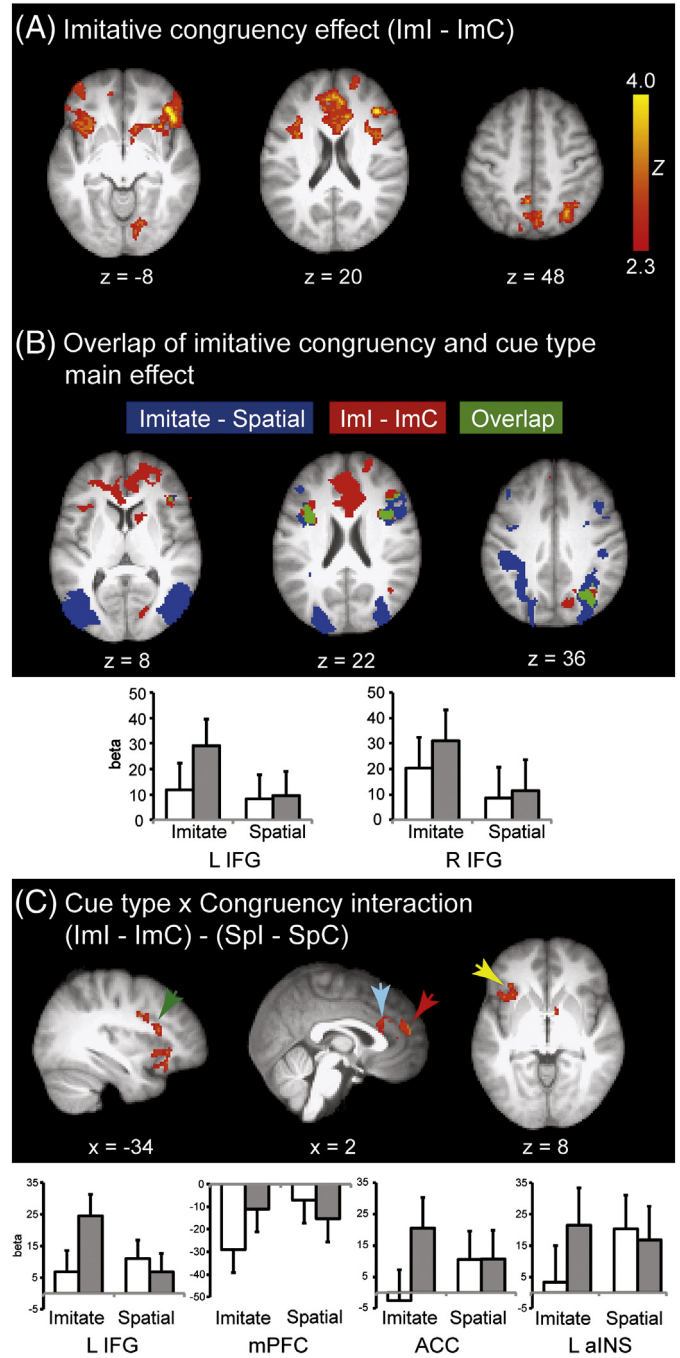 (A) Imitative congruency effect (ImI - ImC)
4.0
Z
2.3
z = -8
z = 20
z = 48
(B) Overlap of imitative congruency and cue type
main effect
Imitate - Spatial
ImI - ImC
Overlap
z = 8
z = 22
z = 36
beta
50
40
30
20
10
0
Imitate
Spatial
L IFG
50
40
30
20
10
0
Imitate
Spatial
R IFG
(C) Cue type x Congruency interaction
(ImI - ImC) - (SpI - SpC)
x = -34
x = 2
z = 8
beta
35
25
15
5
-5
Imitate
Spatial
L IFG
0
-10
-20
-30
-40
-50
Imitate
Spatial
mPFC
35
25
15
5
-5
Imitate
Spatial
ACC
35
25
15
5
-5
Imitate
Spatial
L aINS